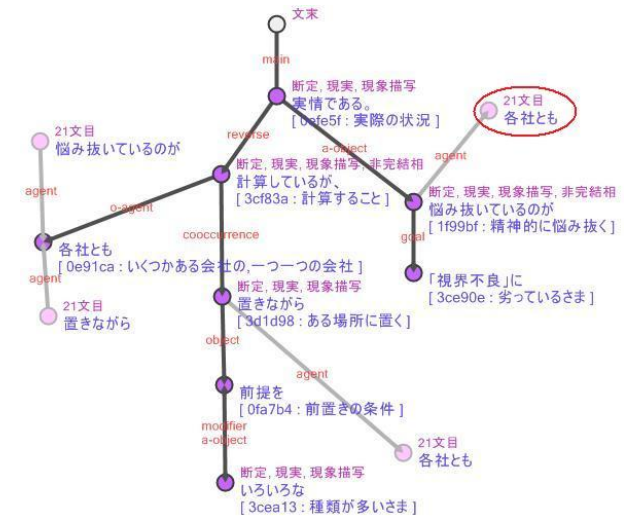 文末
main
断定, 現実, 現象描写
実情である。
[ 0efe5f : 実際の状況 ]
21文目
各社とも
21文目
悩み抜いているのが
reverse
a-object
agent
断定, 現実, 現象描写, 非完結相
計算しているが、
[ 3cf83a : 計算すること ]
agent
o-agent
断定, 現実, 現象描写, 非完結相
悩み抜いているのが
[ 1f99bf : 精神的に悩み抜く ]
cooccurrence
goal
各社とも
[ 0e91ca : いくつかある会社の,一つ一つの会社 ]
agent
「視界不良」に
[ 3ce90e : 劣っているさま ]
21文目
置きながら
断定, 現実, 現象描写
置きながら
[ 3d1d98 : ある場所に置く ]
object
agent
前提を
[ 0fa7b4 : 前置きの条件 ]
modifier
a-object
21文目
各社とも
断定, 現実, 現象描写
いろいろな
[ 3cea13 : 種類が多いさま ]